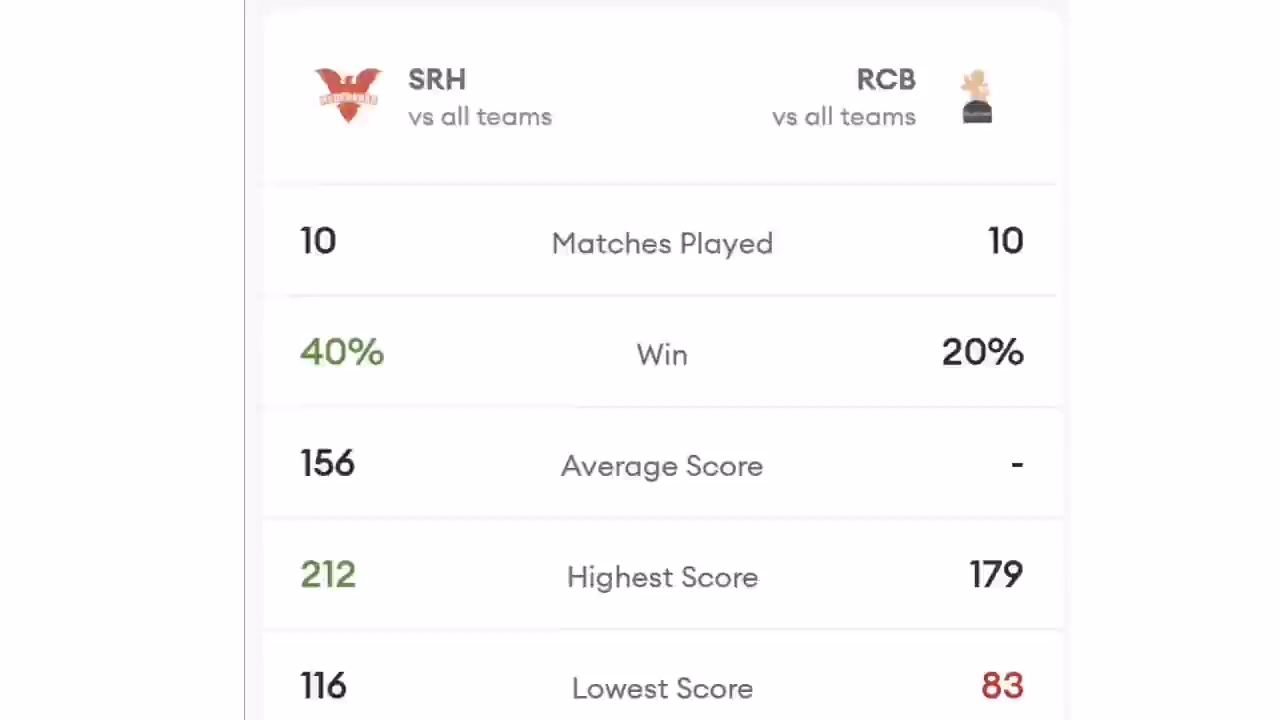 SRH
vs all teams
RCB
vs all teams
10 Matches Played 10
40% Win 20%
156 Average Score -
212 Highest Score 179
116 Lowest Score 83